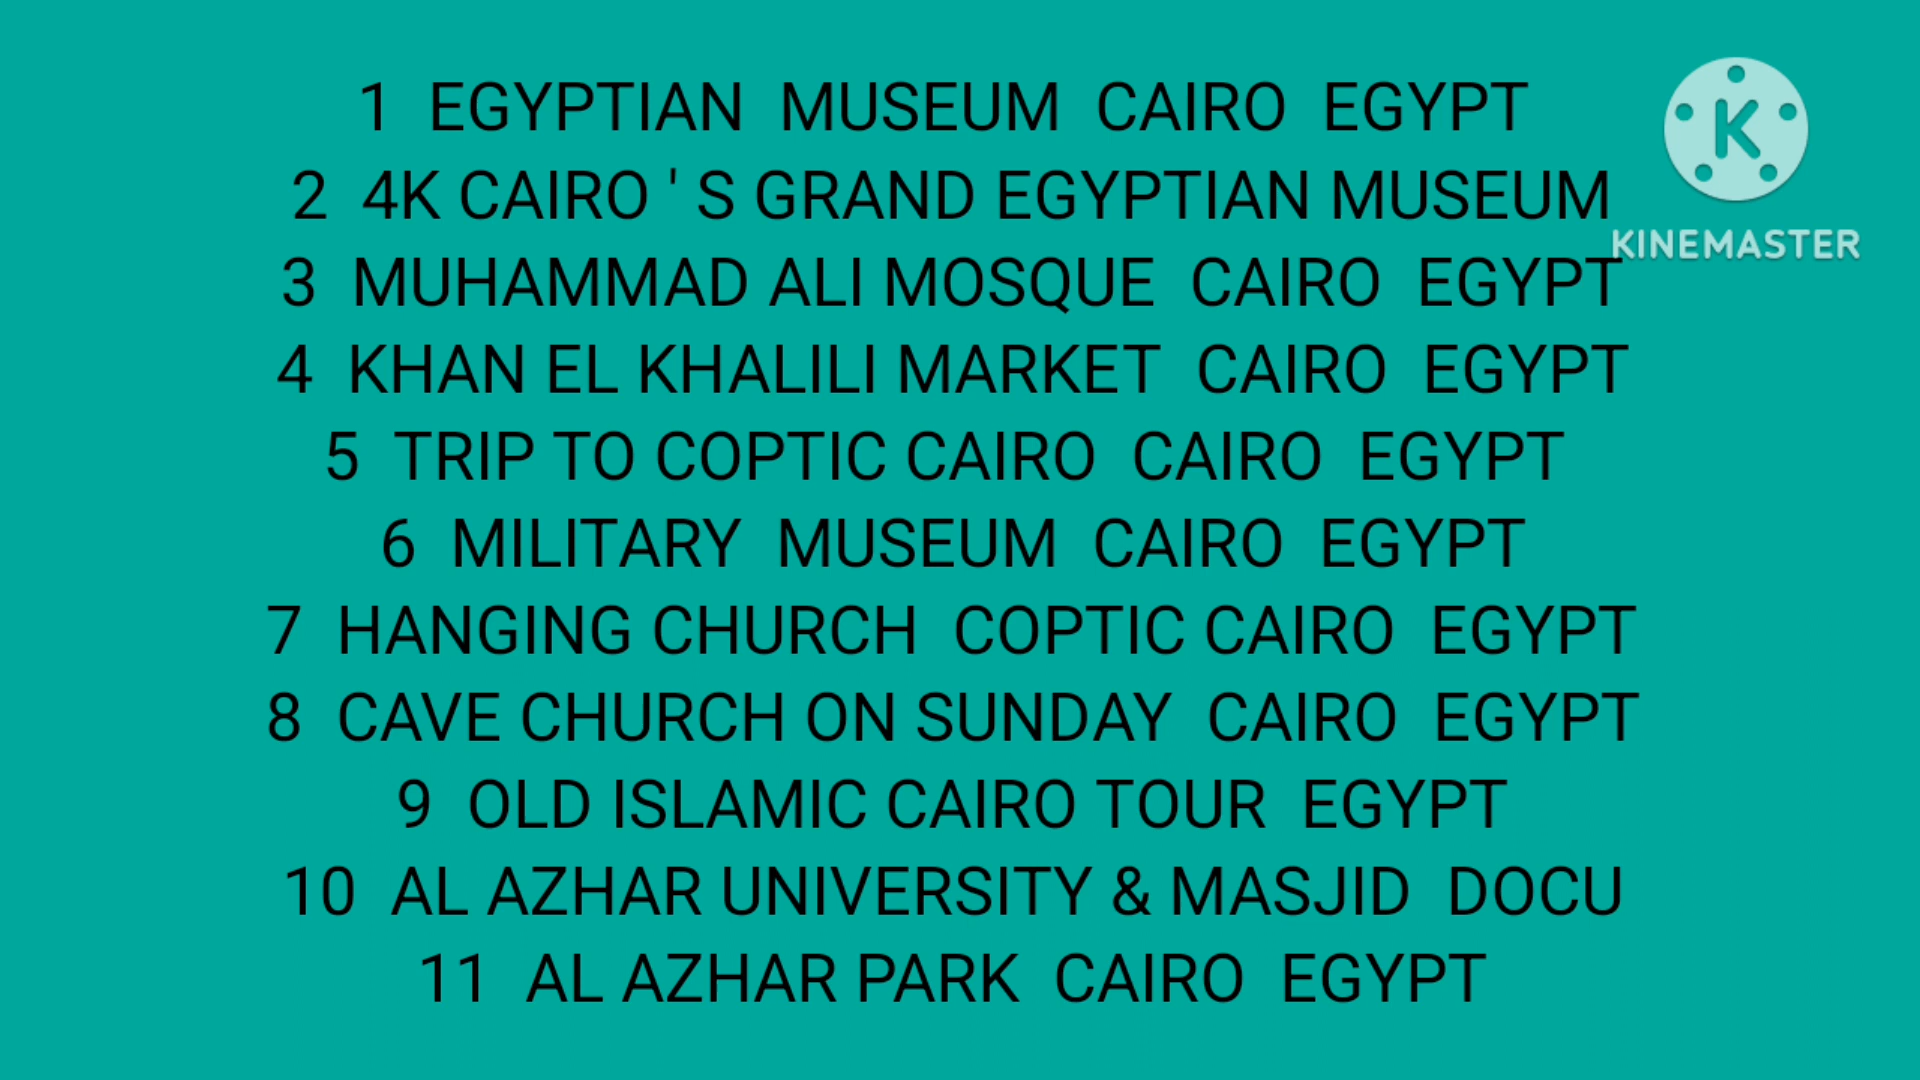 1 EGYPTIAN MUSEUM CAIRO EGYPT
2 4K CAIRO ' S GRAND EGYPTIAN MUSEUM
3 MUHAMMAD ALI MOSQUE CAIRO EGYPT
4 KHAN EL KHALILI MARKET CAIRO EGYPT
5 TRIP TO COPTIC CAIRO CAIRO EGYPT
6 MILITARY MUSEUM CAIRO EGYPT
7 HANGING CHURCH COPTIC CAIRO EGYPT
8 CAVE CHURCH ON SUNDAY CAIRO EGYPT
9 OLD ISLAMIC CAIRO TOUR EGYPT
10 AL AZHAR UNIVERSITY & MASJID DOCU
11 AL AZHAR PARK CAIRO EGYPT
K
KINEMASTER